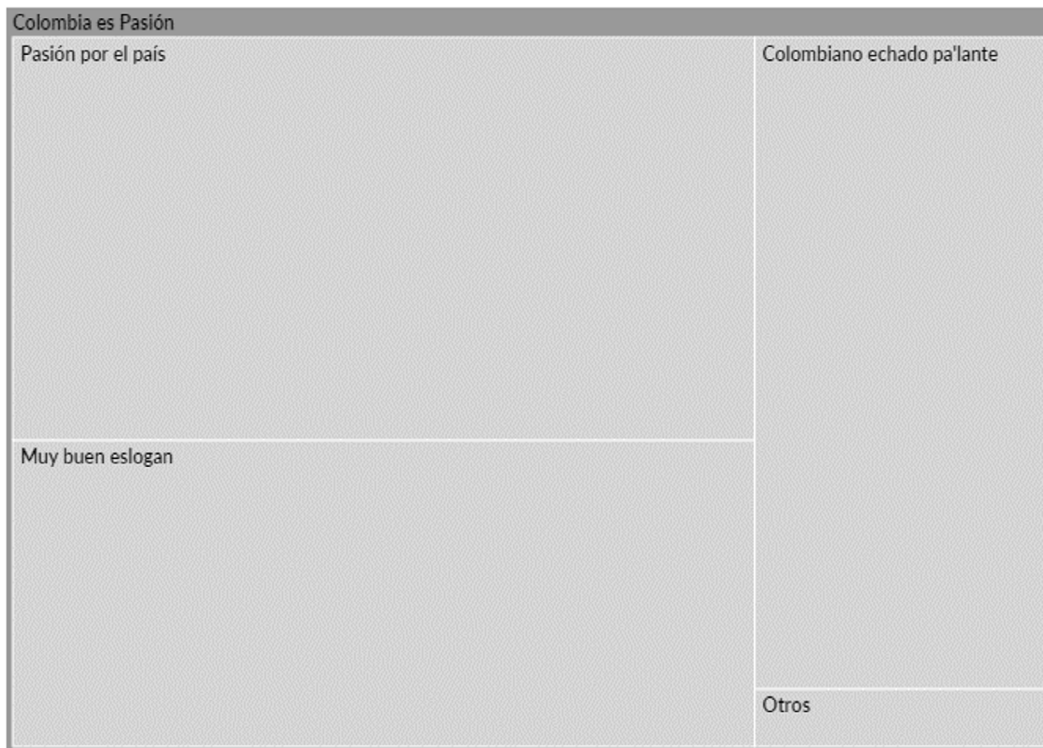 Colombia es Pasión
Pasión por el país
Colombiano echado pa'lante
Muy buen eslogan
Otros